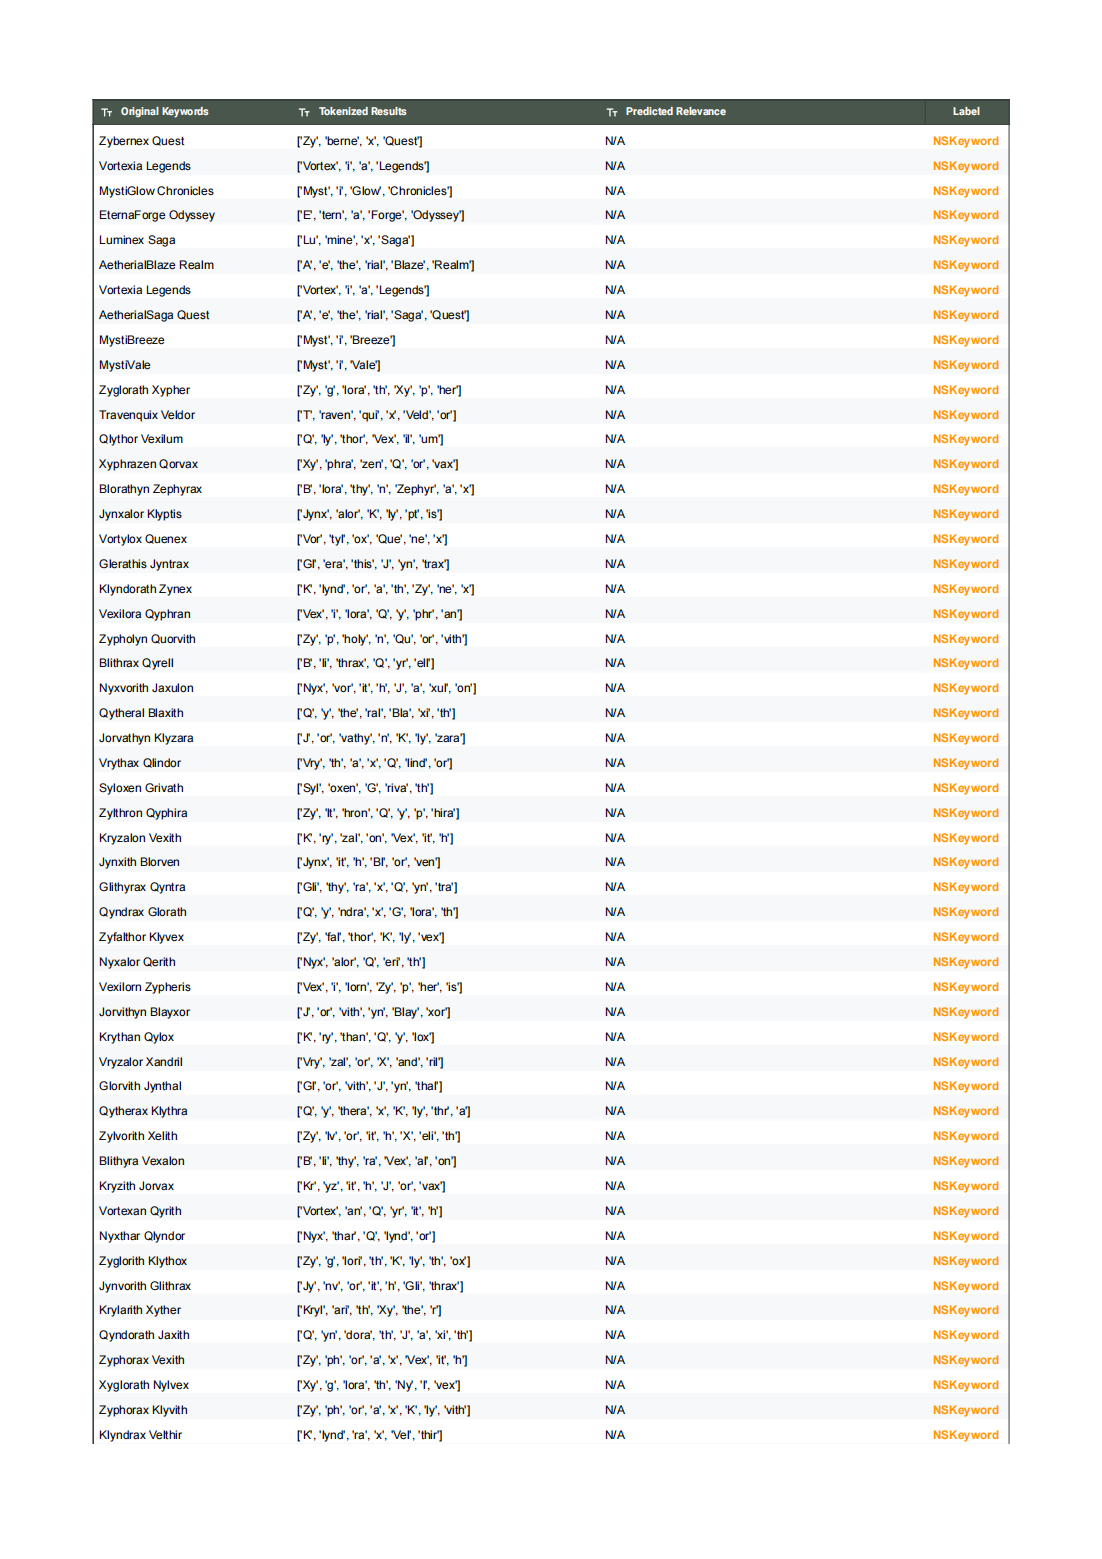 Tт Original Keywords Tт Tokenized Results Tт Predicted Relevance Label
Zybernex Quest ['Zy', 'berne', 'x', 'Quest'] N/A NSKeyword
Vortexia Legends ['Vortex', 'i', 'a', 'Legends'] N/A NSKeyword
MystiGlow Chronicles ['Myst', 'i', 'Glow', 'Chronicles'] N/A NSKeyword
EternaForge Odyssey ['E', 'tern', 'a', 'Forge', 'Odyssey'] N/A NSKeyword
Luminex Saga ['Lu', 'mine', 'x', 'Saga'] N/A NSKeyword
AetherialBlaze Realm ['A', 'e', 'the', 'rial', 'Blaze', 'Realm'] N/A NSKeyword
Vortexia Legends ['Vortex', 'i', 'a', 'Legends'] N/A NSKeyword
AetherialSaga Quest ['A', 'e', 'the', 'rial', 'Saga', 'Quest'] N/A NSKeyword
MystiBreeze ['Myst', 'i', 'Breeze'] N/A NSKeyword
MystiVale ['Myst', 'i', 'Vale'] N/A NSKeyword
Zyglorath Xypher ['Zy', 'g', 'lora', 'th', 'Xy', 'p', 'her'] N/A NSKeyword
Travenquix Veldor ['T', 'raven', 'qui', 'x', 'Veld', 'or'] N/A NSKeyword
Qlythor Vexilum ['Q', 'ly', 'thor', 'Vex', 'il', 'um'] N/A NSKeyword
Xyphrazen Qorvax ['Xy', 'phra', 'zen', 'Q', 'or', 'vax'] N/A NSKeyword
Blorathyn Zephyrax ['B', 'lora', 'thy', 'n', 'Zephyr', 'a', 'x'] N/A NSKeyword
Jynxalor Klyptis ['Jynx', 'alor', 'K', 'ly', 'pt', 'is'] N/A NSKeyword
Vortylox Quenex ['Vor', 'tyl', 'ox', 'Que', 'ne', 'x'] N/A NSKeyword
Glerathis Jyntrax ['Gl', 'era', 'this', 'J', 'yn', 'trax'] N/A NSKeyword
Klyndorath Zynex ['K', 'lynd', 'or', 'a', 'th', 'Zy', 'ne', 'x'] N/A NSKeyword
Vexilora Qyphran ['Vex', 'i', 'lora', 'Q', 'y', 'phr', 'an'] N/A NSKeyword
Zypholyn Quorvith ['Zy', 'p', 'holy', 'n', 'Qu', 'or', 'vith'] N/A NSKeyword
Blithrax Qyrell ['B', 'li', 'thrax', 'Q', 'yr', 'ell'] N/A NSKeyword
Nyxvorith Jaxulon ['Nyx', 'vor', 'it', 'h', 'J', 'a', 'xul', 'on'] N/A NSKeyword
Qytheral Blaxith ['Q', 'y', 'the', 'ral', 'Bla', 'xi', 'th'] N/A NSKeyword
Jorvathyn Klyzara ['J', 'or', 'vathy', 'n', 'K', 'ly', 'zara'] N/A NSKeyword
Vrythax Qlindor ['Vry', 'th', 'a', 'x', 'Q', 'lind', 'or'] N/A NSKeyword
Syloxen Grivath ['Syl', 'oxen', 'G', 'riva', 'th'] N/A NSKeyword
Zylthron Qyphira ['Zy', 'lt', 'hron', 'Q', 'y', 'p', 'hira'] N/A NSKeyword
Kryzalon Vexith ['K', 'ry', 'zal', 'on', 'Vex', 'it', 'h'] N/A NSKeyword
Jynxith Blorven ['Jynx', 'it', 'h', 'Bl', 'or', 'ven'] N/A NSKeyword
Glithyrax Qyntra ['Gli', 'thy', 'ra', 'x', 'Q', 'yn', 'tra'] N/A NSKeyword
Qyndrax Glorath ['Q', 'y', 'ndra', 'x', 'G', 'lora', 'th'] N/A NSKeyword
Zyfalthor Klyvex ['Zy', 'fal', 'thor', 'K', 'ly', 'vex'] N/A NSKeyword
Nyxalor Qerith ['Nyx', 'alor', 'Q', 'eri', 'th'] N/A NSKeyword
Vexilorn Zypheris ['Vex', 'i', 'lorn', 'Zy', 'p', 'her', 'is'] N/A NSKeyword
Jorvithyn Blayxor ['J', 'or', 'vith', 'yn', 'Blay', 'xor'] N/A NSKeyword
Krythan Qylox ['K', 'ry', 'than', 'Q', 'y', 'lox'] N/A NSKeyword
Vryzalor Xandril ['Vry', 'zal', 'or', 'X', 'and', 'ril'] N/A NSKeyword
Glorvith Jynthal ['Gl', 'or', 'vith', 'J', 'yn', 'thal'] N/A NSKeyword
Qytherax Klythra ['Q', 'y', 'thera', 'x', 'K', 'ly', 'thr', 'a'] N/A NSKeyword
Zylvorith Xelith ['Zy', 'lv', 'or', 'it', 'h', 'X', 'eli', 'th'] N/A NSKeyword
Blithyra Vexalon ['B', 'li', 'thy', 'ra', 'Vex', 'al', 'on'] N/A NSKeyword
Kryzith Jorvax ['Kr', 'yz', 'it', 'h', 'J', 'or', 'vax'] N/A NSKeyword
Vortexan Qyrith ['Vortex', 'an', 'Q', 'yr', 'it', 'h'] N/A NSKeyword
Nyxthar Qlyndor ['Nyx', 'thar', 'Q', 'lynd', 'or'] N/A NSKeyword
Zyglorith Klythox ['Zy', 'g', 'lori', 'th', 'K', 'ly', 'th', 'ox'] N/A NSKeyword
Jynvorith Glithrax ['Jy', 'nv', 'or', 'it', 'h', 'Gli', 'thrax'] N/A NSKeyword
Krylarith Xyther ['Kryl', 'ari', 'th', 'Xy', 'the', 'r'] N/A NSKeyword
Qyndorath Jaxith ['Q', 'yn', 'dora', 'th', 'J', 'a', 'xi', 'th'] N/A NSKeyword
Zyphorax Vexith ['Zy', 'ph', 'or', 'a', 'x', 'Vex', 'it', 'h'] N/A NSKeyword
Xyglorath Nylvex ['Xy', 'g', 'lora', 'th', 'Ny', 'l', 'vex'] N/A NSKeyword
Zyphorax Klyvith ['Zy', 'ph', 'or', 'a', 'x', 'K', 'ly', 'vith'] N/A NSKeyword
Klyndrax Velthir ['K', 'lynd', 'ra', 'x', 'Vel', 'thir'] N/A NSKeyword